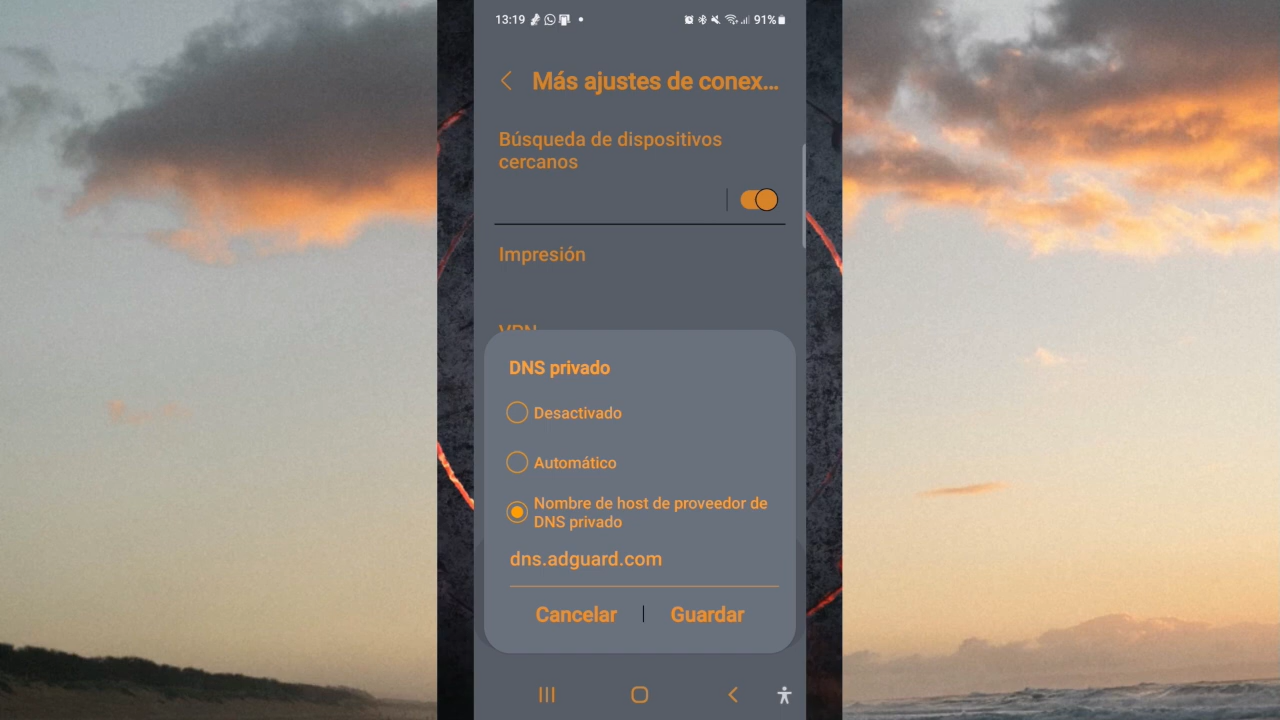 13:19
91%
Más ajustes de conex...
Búsqueda de dispositivos
cercanos
Impresión
VPN
DNS privado
Desactivado
Automático
Nombre de host de proveedor de
DNS privado
dns.adguard.com
Cancelar
Guardar